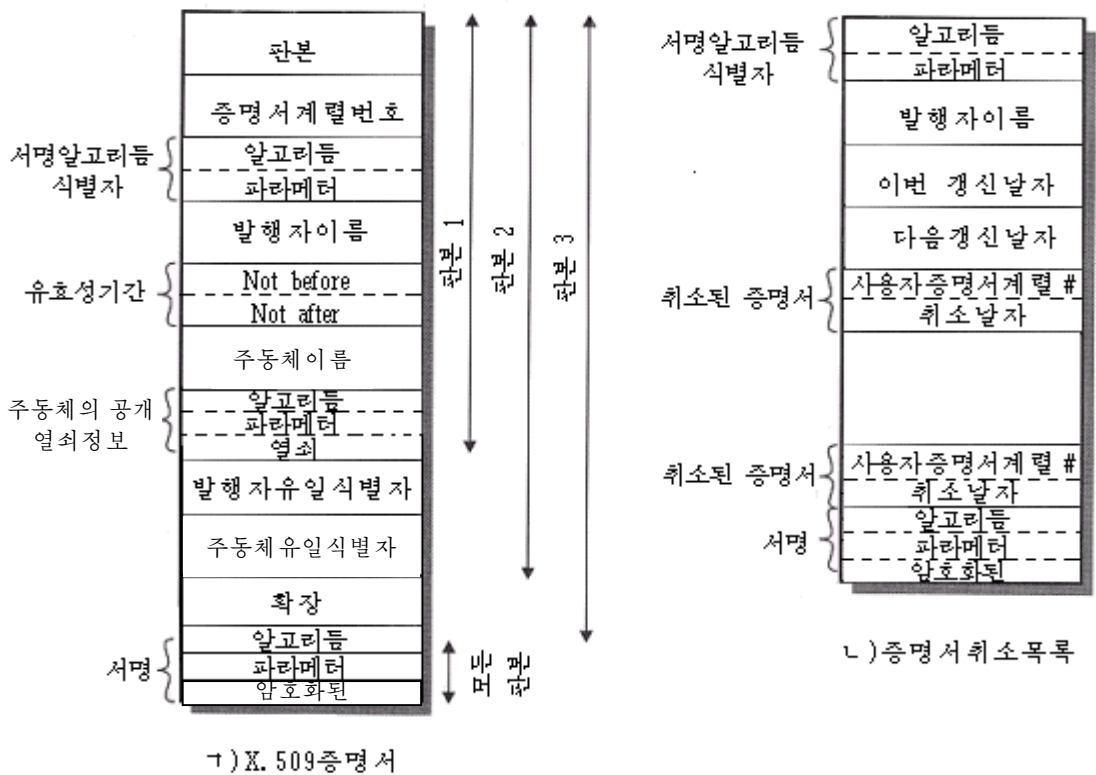 판본
증명서계렬번호
서명알고리듬
식별자
알고리듬
파라메터
발행자이름
유효성기간
Not before
Not after
주동체이름
주동체의 공개
열쇠정보
알고리듬
파라메터
열쇠
발행자유일식별자
주동체유일식별자
확장
서명
알고리듬
파라메터
암호화된
판본 1
판본 2
판본 3
모든
판본
ㄱ)X.509증명서
서명알고리듬
식별자
알고리듬
파라메터
발행자이름
이번 갱신날자
다음갱신날자
취소된 증명서
사용자증명서계렬 #
취소날자
취소된 증명서
사용자증명서계렬 #
취소날자
서명
알고리듬
파라메터
암호화된
ㄴ)증명서취소목록